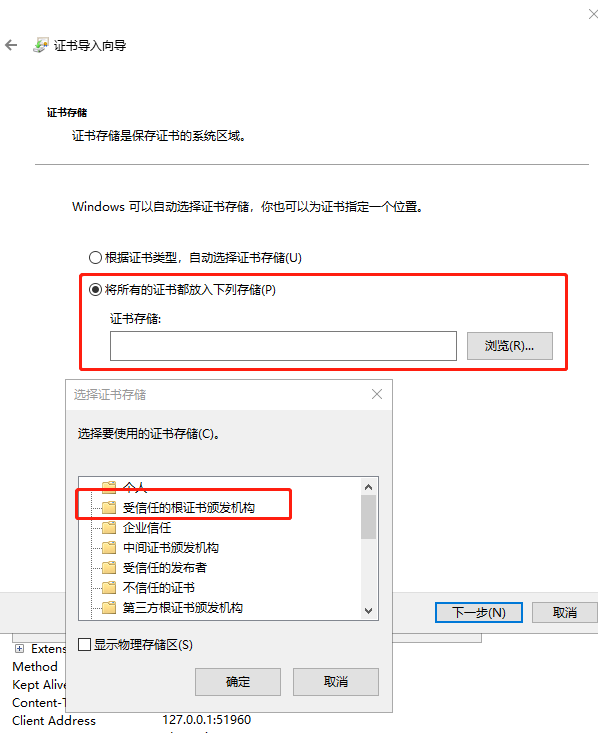 证书导入向导
证书存储
证书存储是保存证书的系统区域。
Windows 可以自动选择证书存储，你也可以为证书指定一个位置。
根据证书类型，自动选择证书存储(U)
将所有的证书都放入下列存储(P)
证书存储:
浏览(R)...
选择证书存储
选择要使用的证书存储(C)。
个人
受信任的根证书颁发机构
企业信任
中间证书颁发机构
受信任的发布者
不信任的证书
第三方根证书颁发机构
显示物理存储区(S)
确定 取消
下一步(N) 取消
Extens
Method
Kept Alive
Content-T
Client Address 127.0.0.1:51960